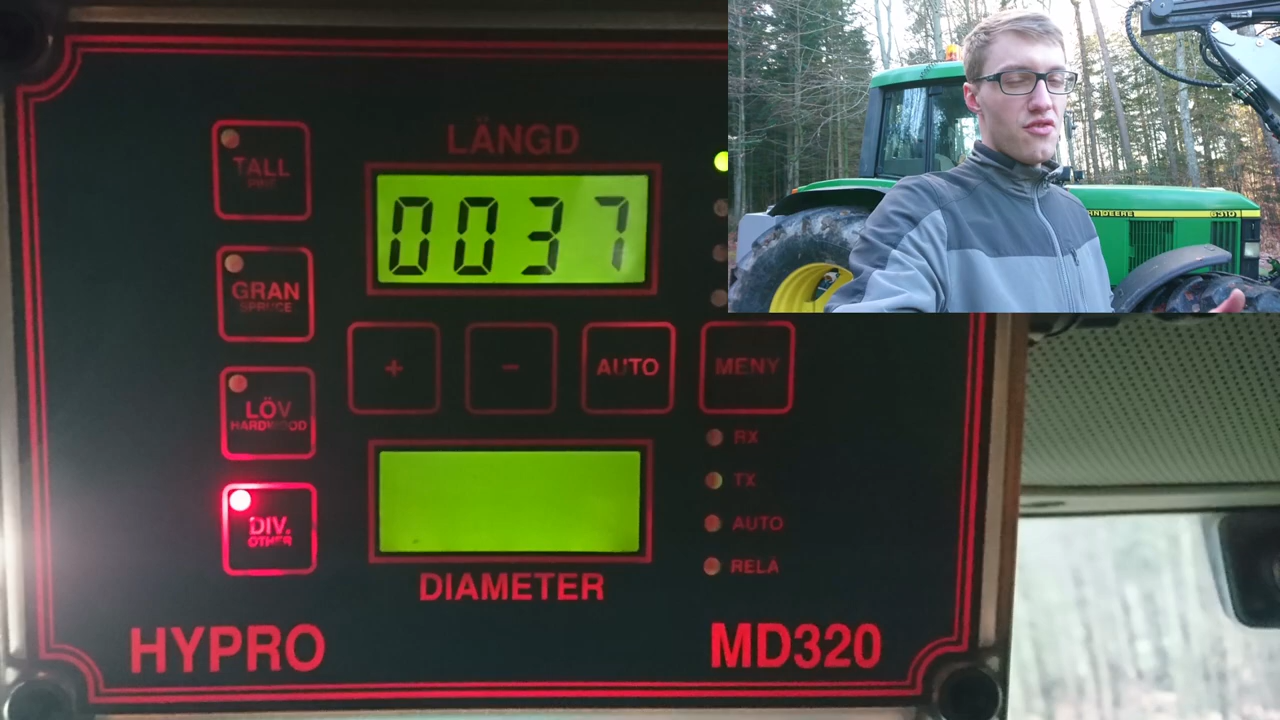 LÄNGD
0037
TALL
PINE
GRAN
SPRUCE
LÖV
HARDWOOD
DIV.
OTHER
+
-
AUTO
MENY
RX
TX
AUTO
RELÄ
DIAMETER
HYPRO
MD320
JOHN DEERE
6310